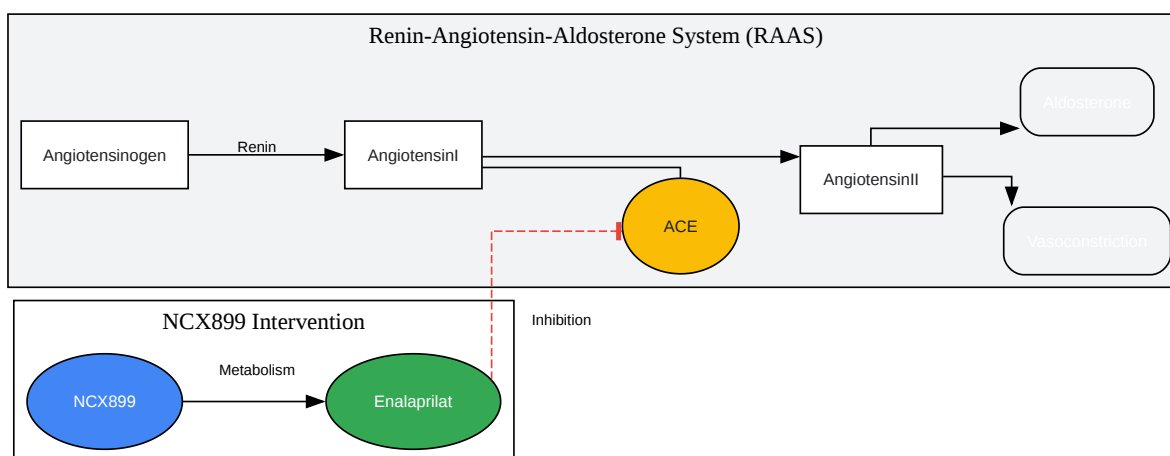 Renin-Angiotensin-Aldosterone System (RAAS)
Aldosterone
Angiotensinogen
Renin
AngiotensinI
AngiotensinII
ACE
Vasoconstriction
NCX899 Intervention
Inhibition
Metabolism
NCX899
Enalaprilat